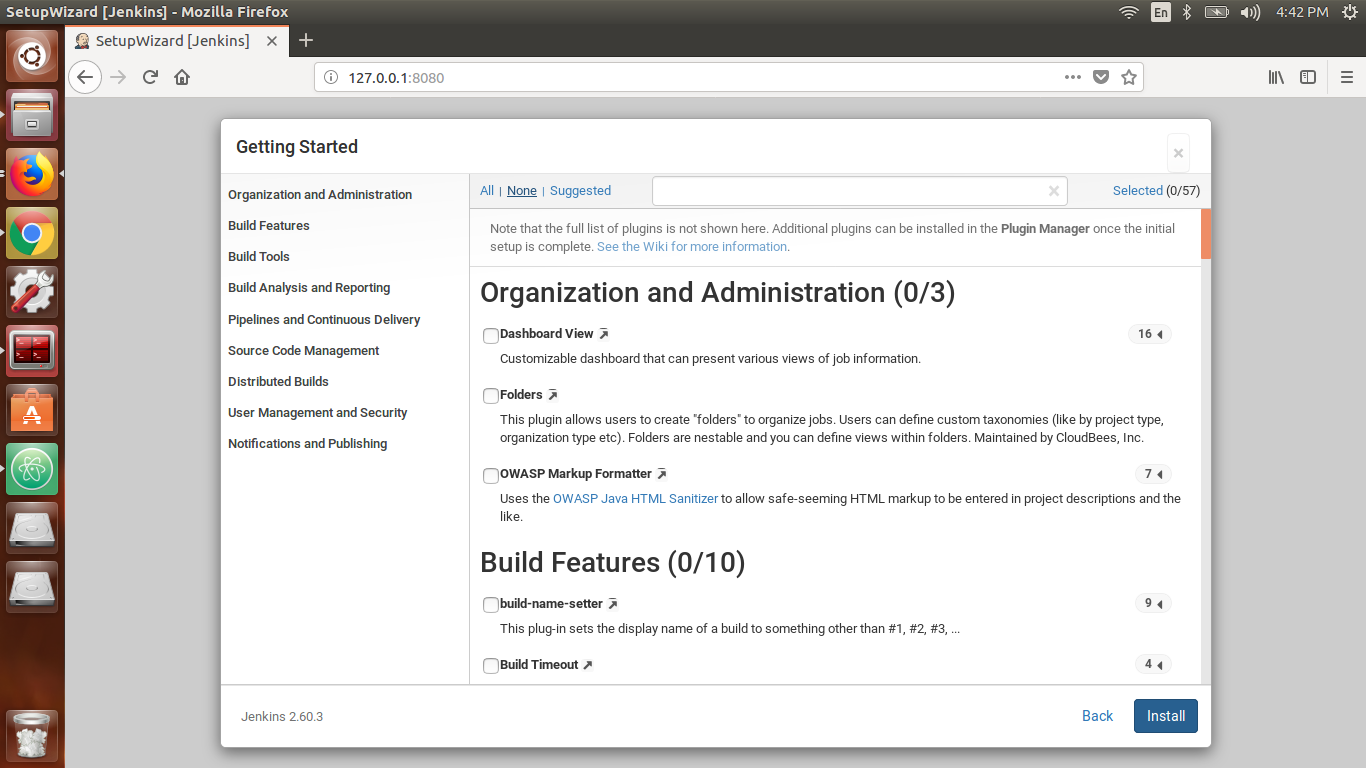 SetupWizard [Jenkins] - Mozilla Firefox
En
4:42 PM
SetupWizard [Jenkins]
127.0.0.1:8080
Getting Started
Organization and Administration
Build Features
Build Tools
Build Analysis and Reporting
Pipelines and Continuous Delivery
Source Code Management
Distributed Builds
User Management and Security
Notifications and Publishing
All | None | Suggested
Selected (0/57)
Note that the full list of plugins is not shown here. Additional plugins can be installed in the Plugin Manager once the initial
setup is complete. See the Wiki for more information.
Organization and Administration (0/3)
Dashboard View
16
Customizable dashboard that can present various views of job information.
Folders
This plugin allows users to create "folders" to organize jobs. Users can define custom taxonomies (like by project type,
organization type etc). Folders are nestable and you can define views within folders. Maintained by CloudBees, Inc.
OWASP Markup Formatter
7
Uses the OWASP Java HTML Sanitizer to allow safe-seeming HTML markup to be entered in project descriptions and the
like.
Build Features (0/10)
build-name-setter
9
This plug-in sets the display name of a build to something other than #1, #2, #3, ...
Build Timeout
4
Jenkins 2.60.3
Back
Install